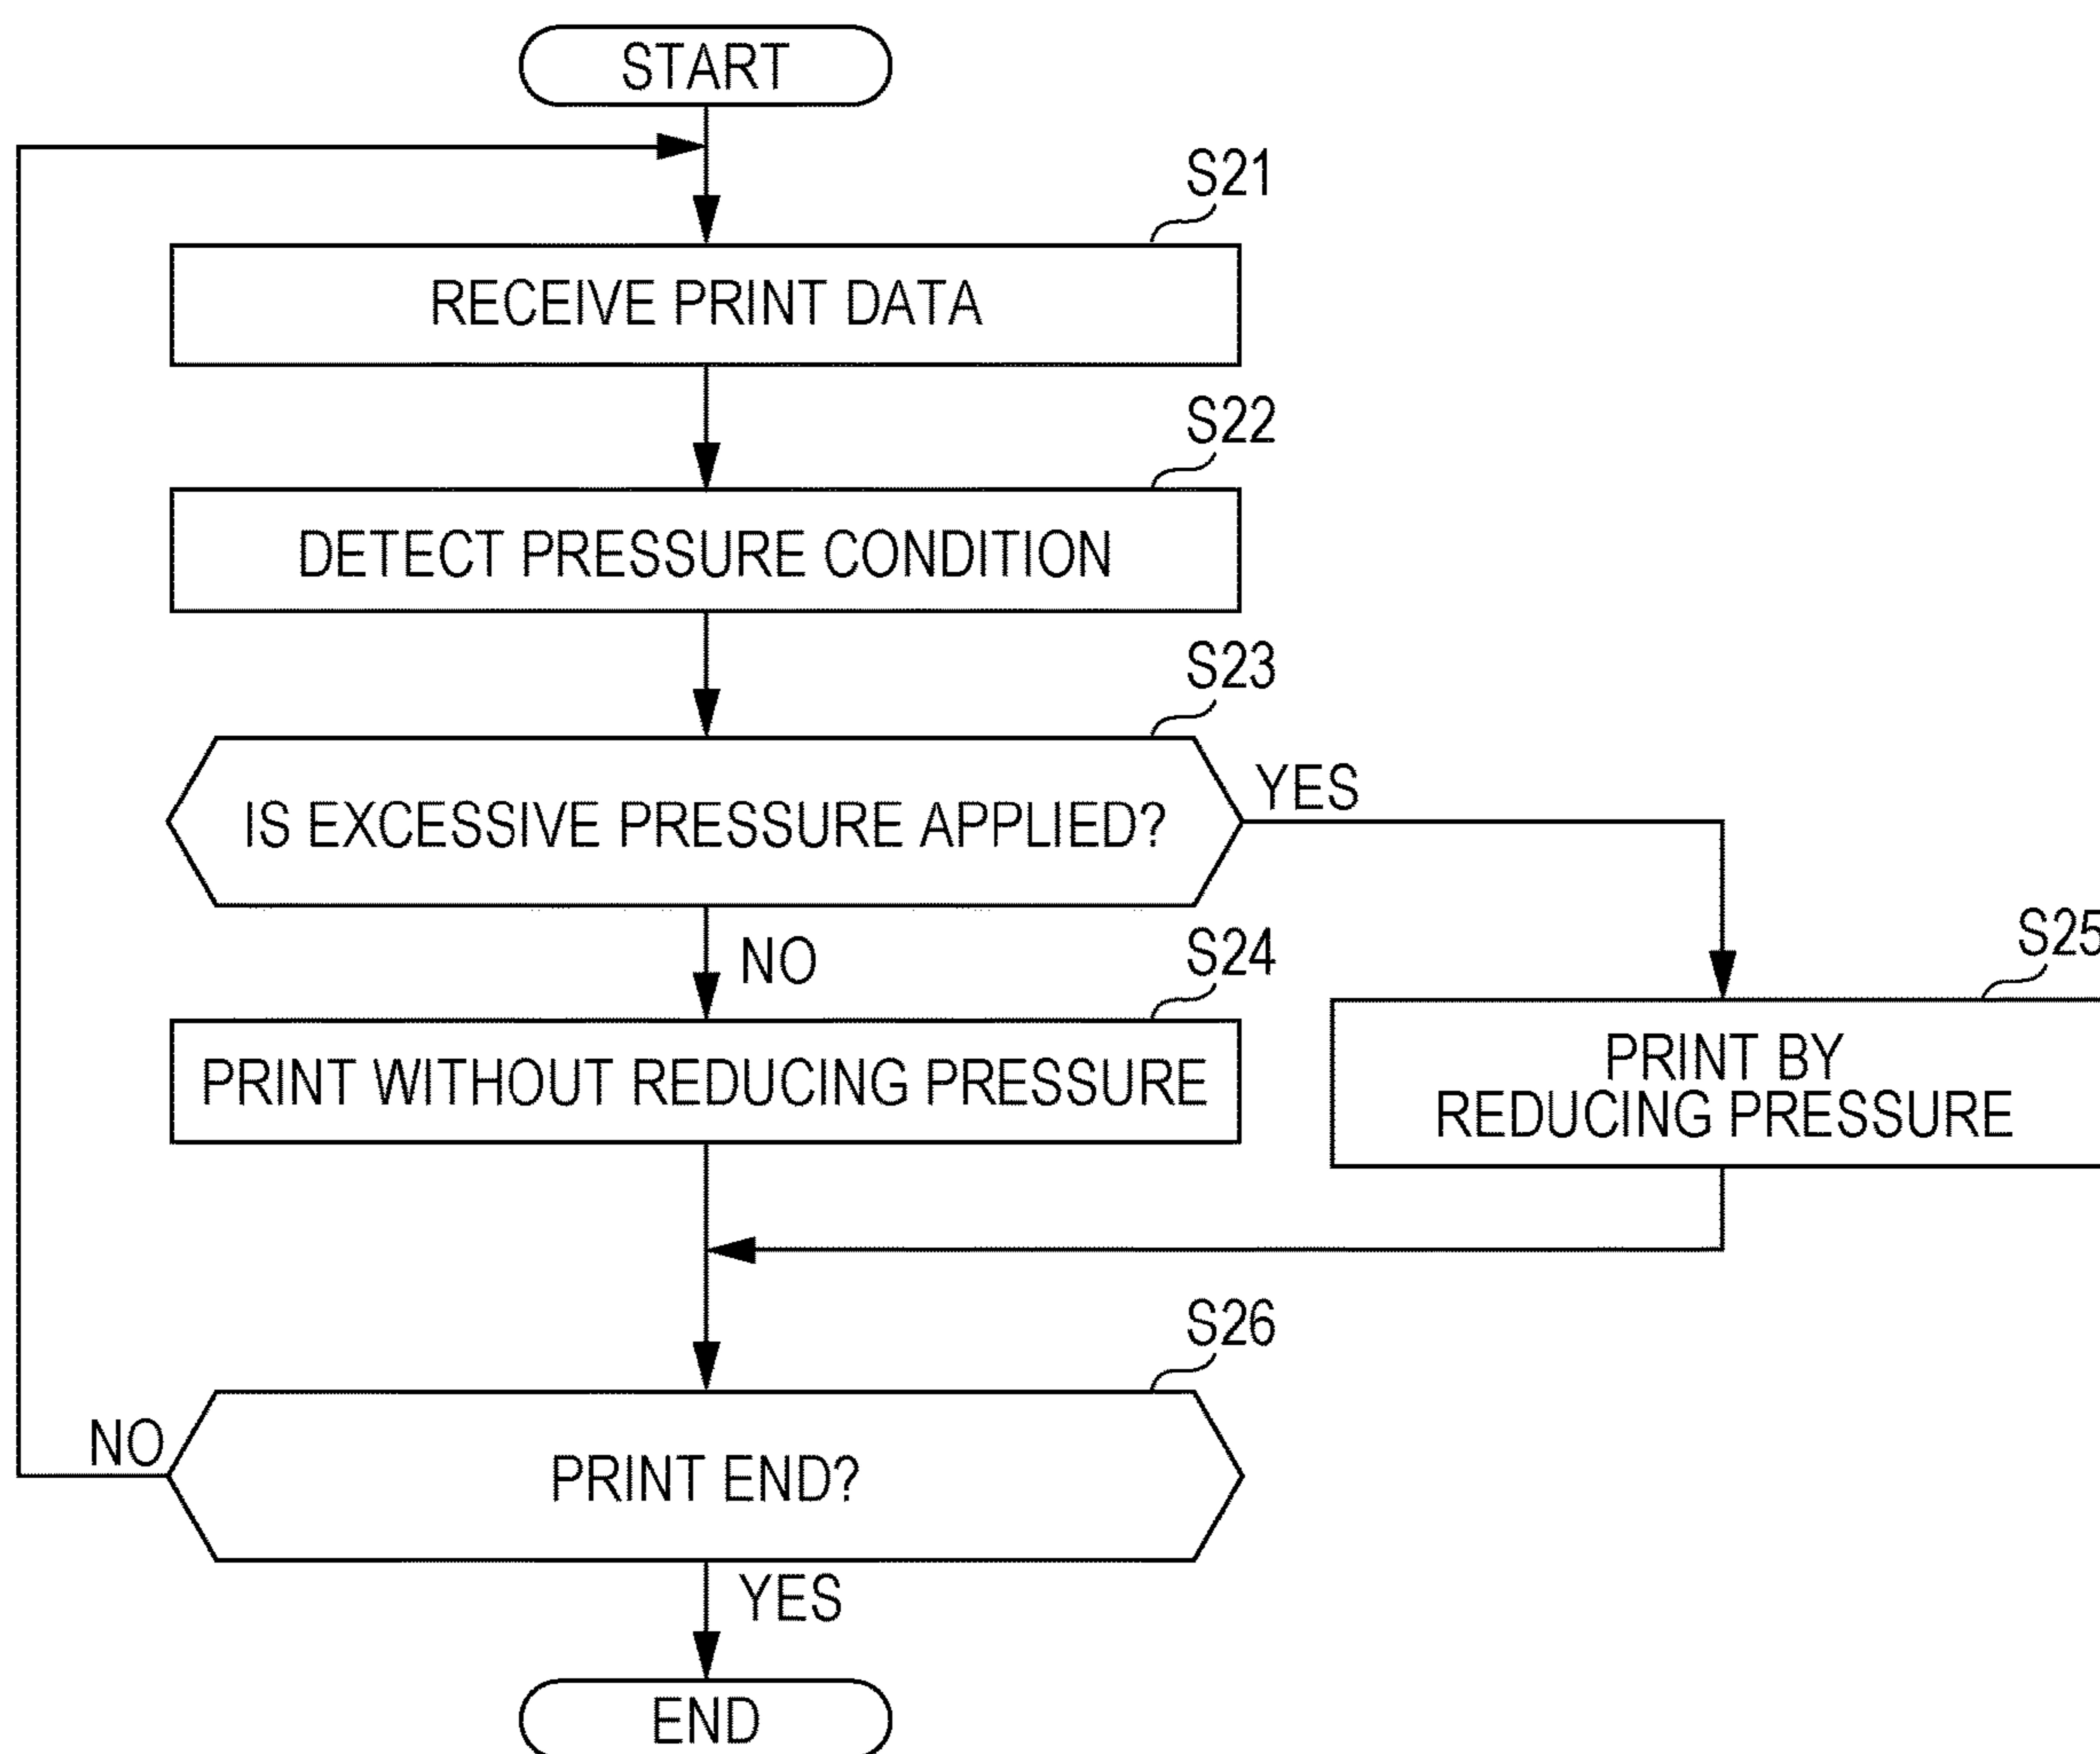 START
S21
RECEIVE PRINT DATA
S22
DETECT PRESSURE CONDITION
S23
IS EXCESSIVE PRESSURE APPLIED?
YES
NO
S24
PRINT WITHOUT REDUCING PRESSURE
S25
PRINT BY
REDUCING PRESSURE
S26
NO
PRINT END?
YES
END